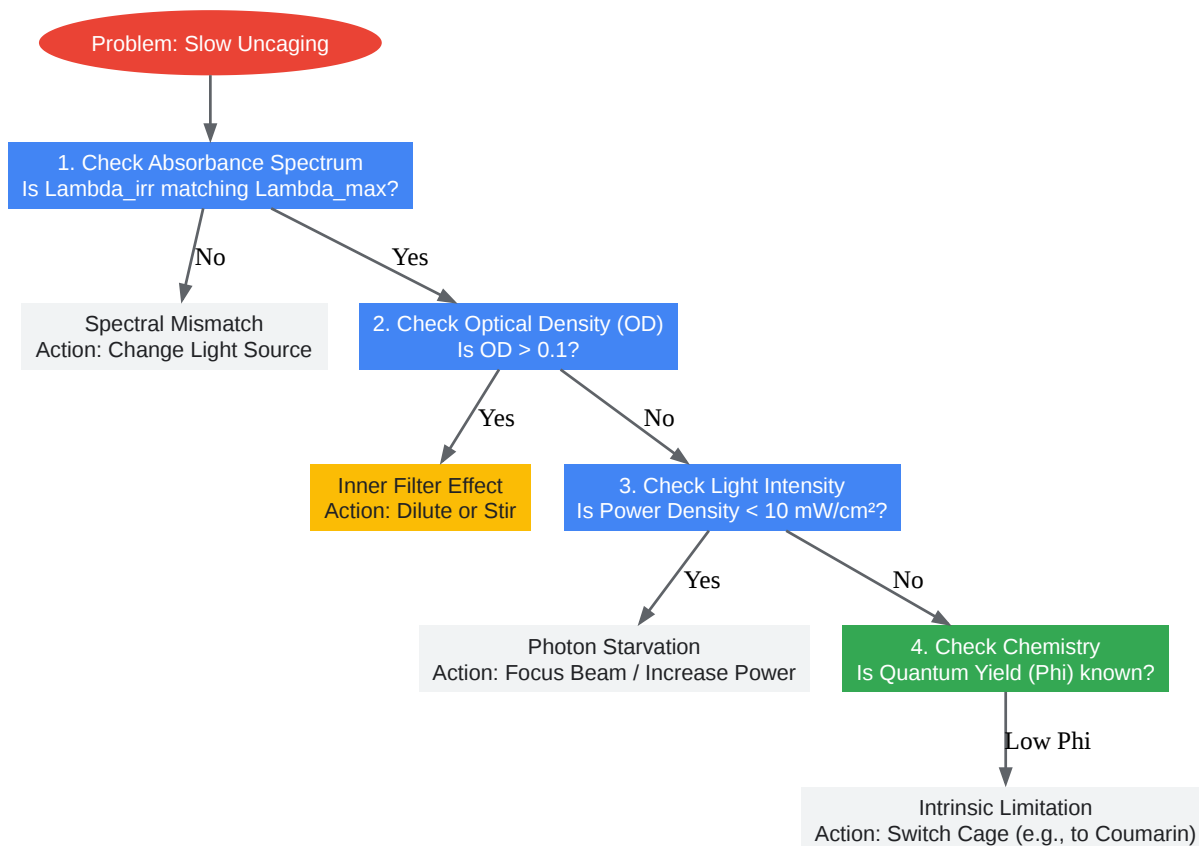 Problem: Slow Uncaging
1. Check Absorbance Spectrum
Is Lambda_irr matching Lambda_max?
No
Yes
Spectral Mismatch
Action: Change Light Source
2. Check Optical Density (OD)
Is OD > 0.1?
Yes
No
Inner Filter Effect
Action: Dilute or Stir
3. Check Light Intensity
Is Power Density < 10 mW/cm²?
Yes
No
Photon Starvation
Action: Focus Beam / Increase Power
4. Check Chemistry
Is Quantum Yield (Phi) known?
Low Phi
Intrinsic Limitation
Action: Switch Cage (e.g., to Coumarin)